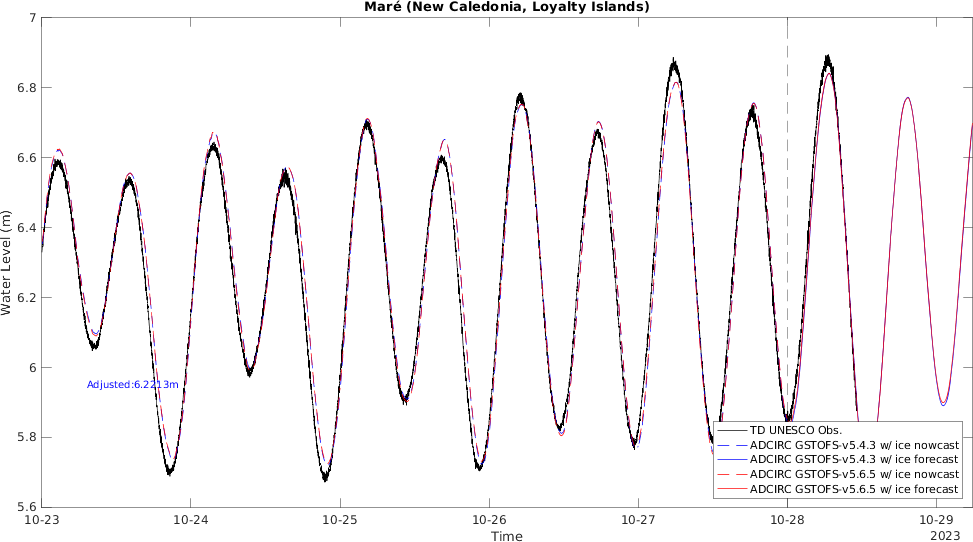 Maré (New Caledonia, Loyalty Islands)
7
6.8
6.6
6.4
6.2
6
5.8
5.6
Water Level (m)
Adjusted:6.2213m
TD UNESCO Obs.
ADCIRC GSTOFS-v5.4.3 w/ ice nowcast
ADCIRC GSTOFS-v5.4.3 w/ ice forecast
ADCIRC GSTOFS-v5.6.5 w/ ice nowcast
ADCIRC GSTOFS-v5.6.5 w/ ice forecast
10-23 10-24 10-25 10-26 10-27 10-28 10-29
Time 2023